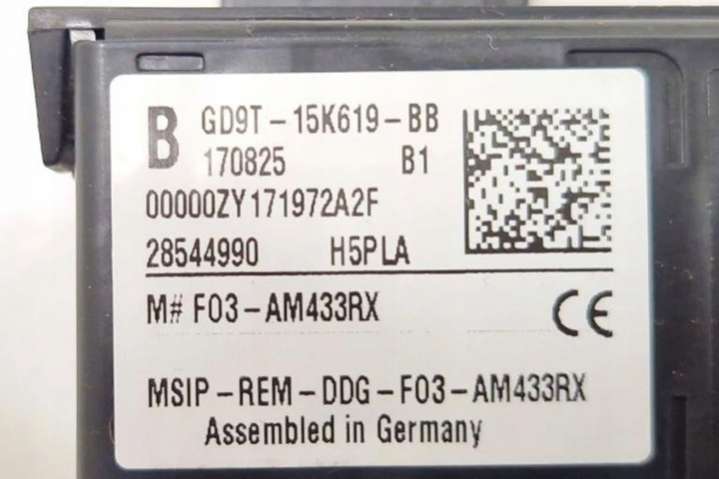 B GD9T-15K619-BB
170825 B1
00000ZY171972A2F
28544990 H5PLA
M# F03-AM433RX
CE
MSIP-REM-DDG-F03-AM433RX
Assembled in Germany